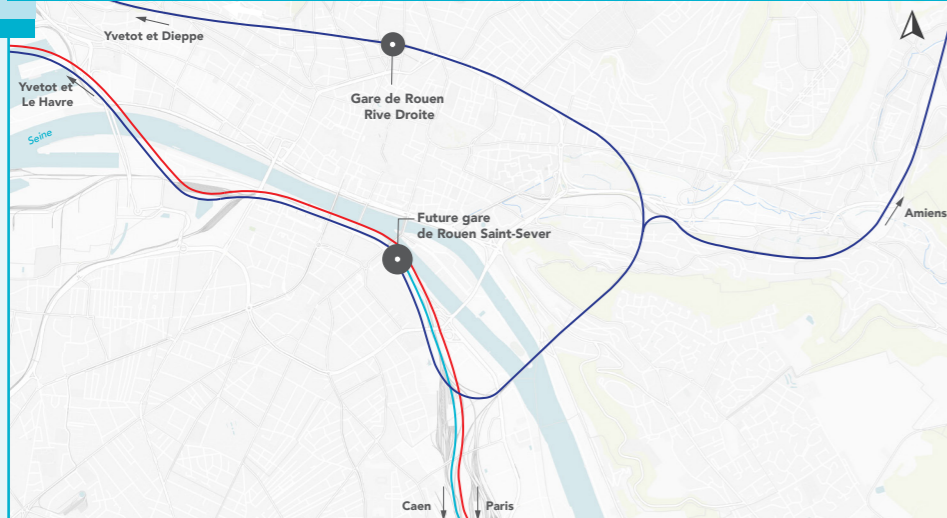 Yvetot et Dieppe
Yvetot et
Le Havre
Gare de Rouen
Rive Droite
Seine
Future gare
de Rouen Saint-Sever
Amiens
Caen
Paris